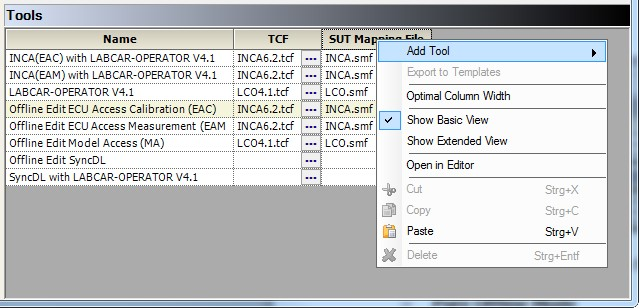 Tools
Name TCF SUT Mapping File
INCA(EAC) with LABCAR-OPERATOR V4.1 INCA6.2.tcf ... INCA.smf
INCA(EAM) with LABCAR-OPERATOR V4.1 INCA6.2.tcf ... INCA.smf
LABCAR-OPERATOR V4.1 LCO4.1.tcf ... LCO.smf
Offline Edit ECU Access Calibration (EAC) INCA6.2.tcf ... INCA.smf
Offline Edit ECU Access Measurement (EAM INCA6.2.tcf ... INCA.smf
Offline Edit Model Access (MA) LCO4.1.tcf ... LCO.smf
Offline Edit SyncDL ...
SyncDL with LABCAR-OPERATOR V4.1 ...
Add Tool
Export to Templates
Optimal Column Width
Show Basic View
Show Extended View
Open in Editor
Cut Strg+X
Copy Strg+C
Paste Strg+V
Delete Strg+Entf